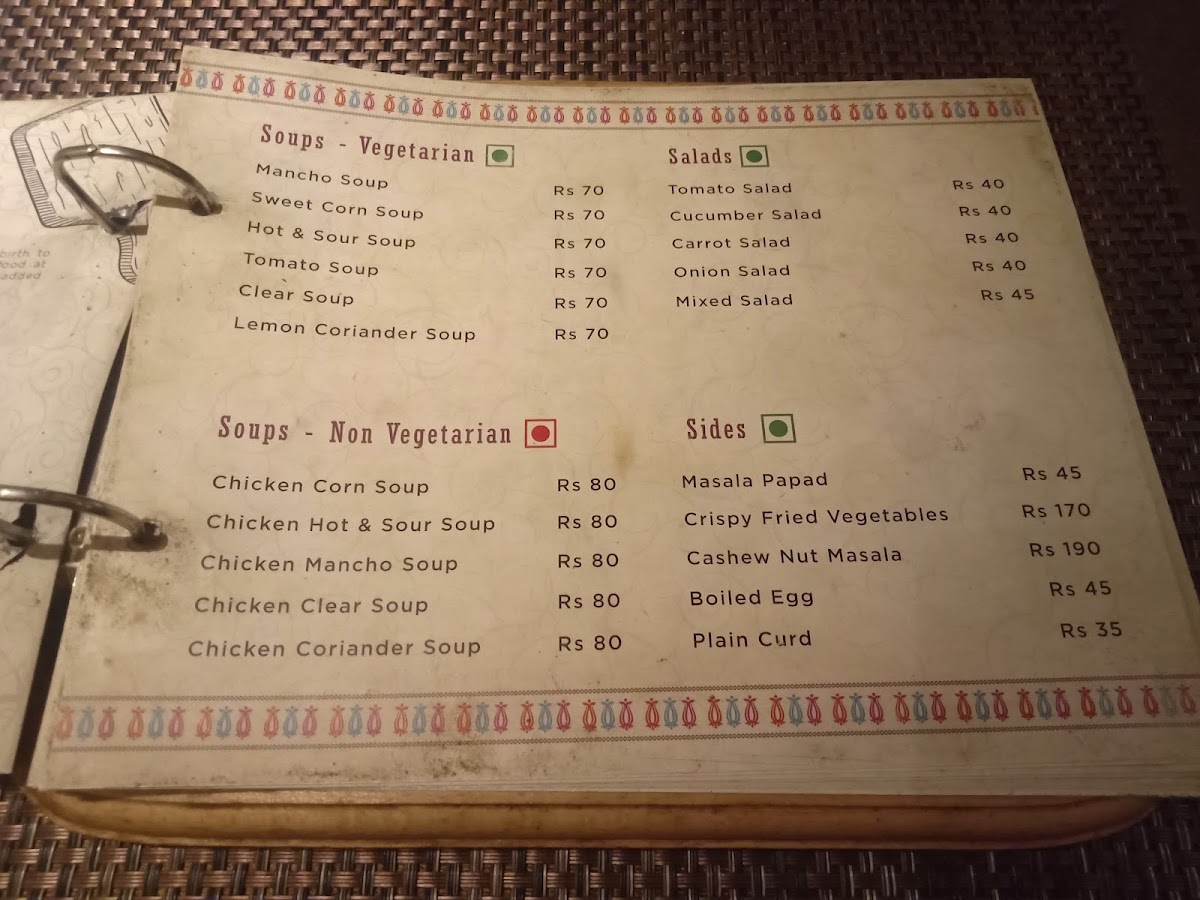 birth to
food at
added
Soups - Vegetarian
Mancho Soup Rs 70
Sweet Corn Soup Rs 70
Hot & Sour Soup Rs 70
Tomato Soup Rs 70
Clear Soup Rs 70
Lemon Coriander Soup Rs 70
Salads
Tomato Salad Rs 40
Cucumber Salad Rs 40
Carrot Salad Rs 40
Onion Salad Rs 40
Mixed Salad Rs 45
Soups - Non Vegetarian
Chicken Corn Soup Rs 80
Chicken Hot & Sour Soup Rs 80
Chicken Mancho Soup Rs 80
Chicken Clear Soup Rs 80
Chicken Coriander Soup Rs 80
Sides
Masala Papad Rs 45
Crispy Fried Vegetables Rs 170
Cashew Nut Masala Rs 190
Boiled Egg Rs 45
Plain Curd Rs 35